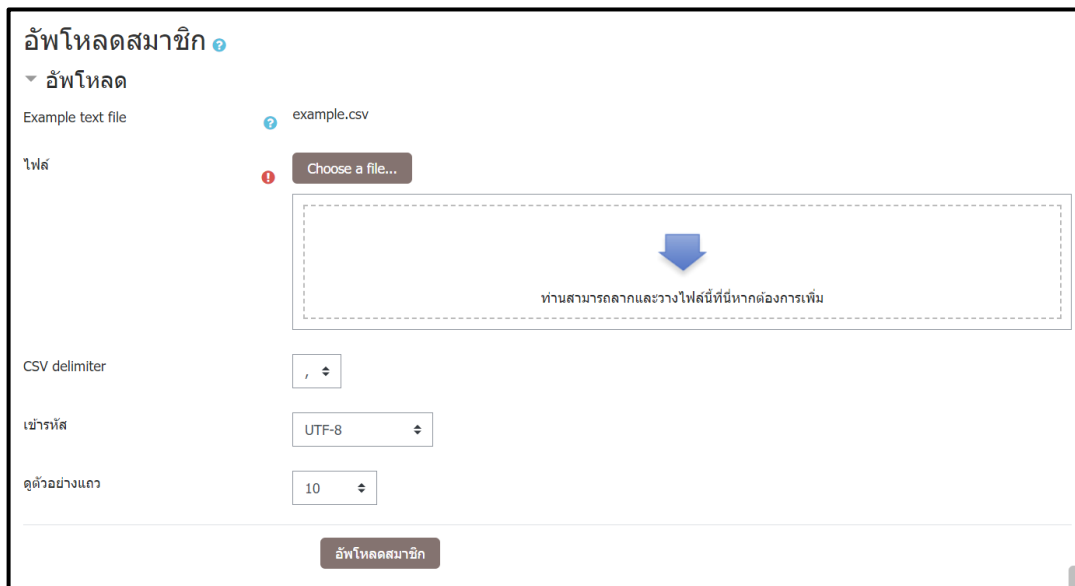 อัพโหลดสมาชิก
อัพโหลด
Example text file
example.csv
ไฟล์
Choose a file...
ท่านสามารถลากและวางไฟล์นี้ที่นี่หากต้องการเพิ่ม
CSV delimiter
,
เข้ารหัส
UTF-8
ดูตัวอย่างแถว
10
อัพโหลดสมาชิก